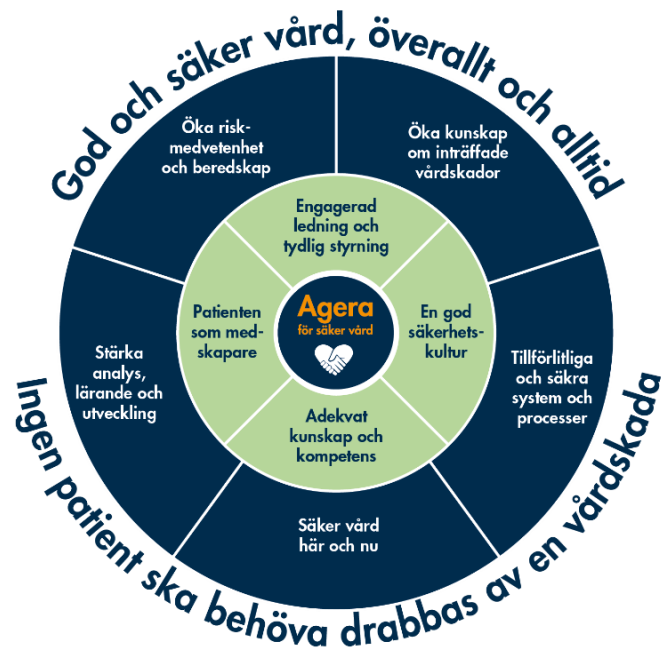 God och säker vård, överallt och alltid
Öka risk-
medvetenhet
och beredskap
Öka kunskap
om inträffade
vårdskador
Engagerad
ledning och
tydlig styrning
Patienten
som med-
skapare
Agera
för säker vård
En god
säkerhets-
kultur
Stärka
analys,
lärande och
utveckling
Tillförlitliga
och säkra
system och
processer
Adekvat
kunskap och
kompetens
Säker vård
här och nu
Ingen patient ska behöva drabbas av en vårdskada